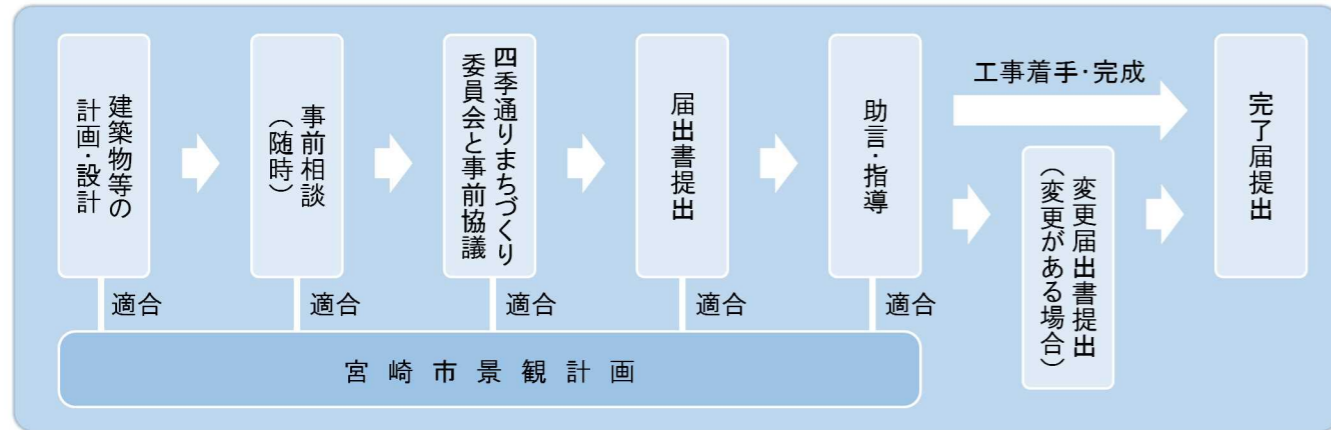 建築物等の
計画・設計
事前相談
（随時）
四季通りまちづくり
委員会と事前協議
届出書提出
助言・指導
工事着手・完成
変更届出書提出
（変更がある場合）
完了届提出
適合
適合
適合
適合
適合
宮崎市景観計画